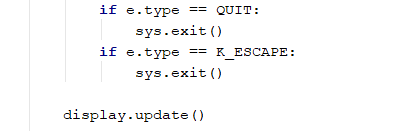 if e.type == QUIT:
sys.exit()
if e.type == K_ESCAPE:
sys.exit()
display.update()